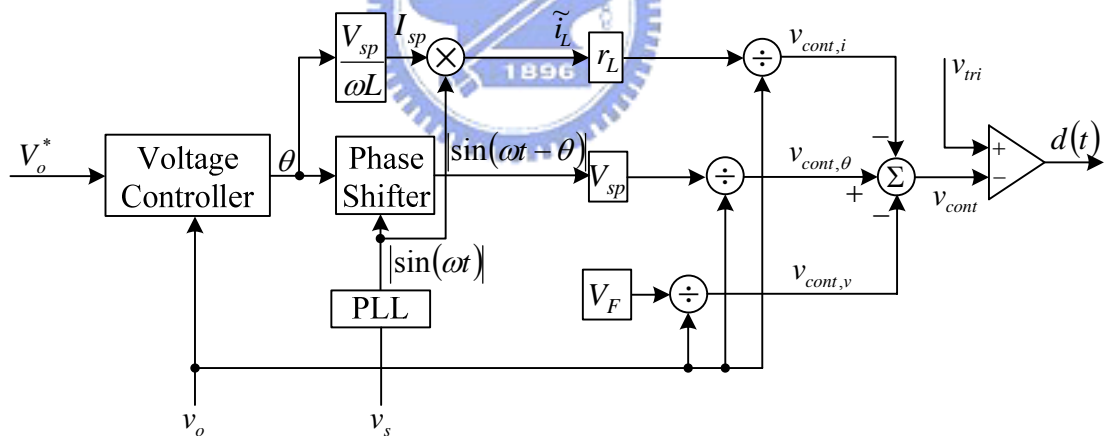 V_sp / ωL
I_sp
×
ĩ_L
r_L
÷
v_cont,i
1896
v_tri
V_o^*
Voltage Controller
θ
Phase Shifter
|sin(ωt − θ)|
V_sp
÷
v_cont,θ
−
+
−
Σ
v_cont
+
−
d(t)
|sin(ωt)|
PLL
V_F
÷
v_cont,v
v_o
v_s